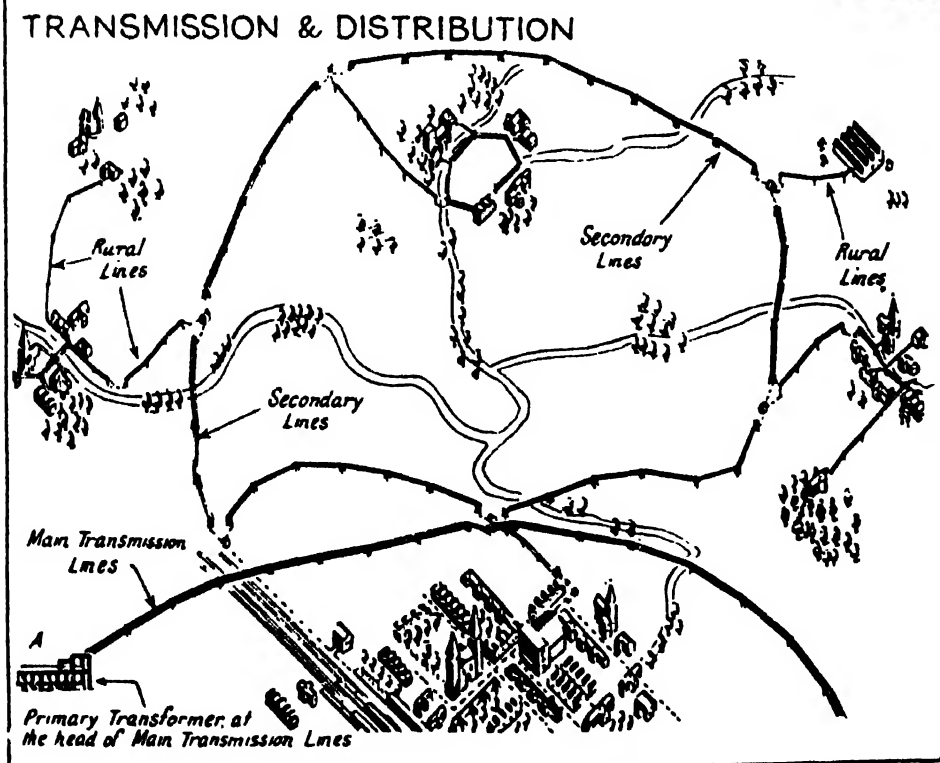 TRANSMISSION & DISTRIBUTION
Rural
Lines
Secondory
Lines
Rural
Lines
Secondary
Lines
Main Transmission
Lines
A
Primary Transformer, at
the head of Main Transmission Lines